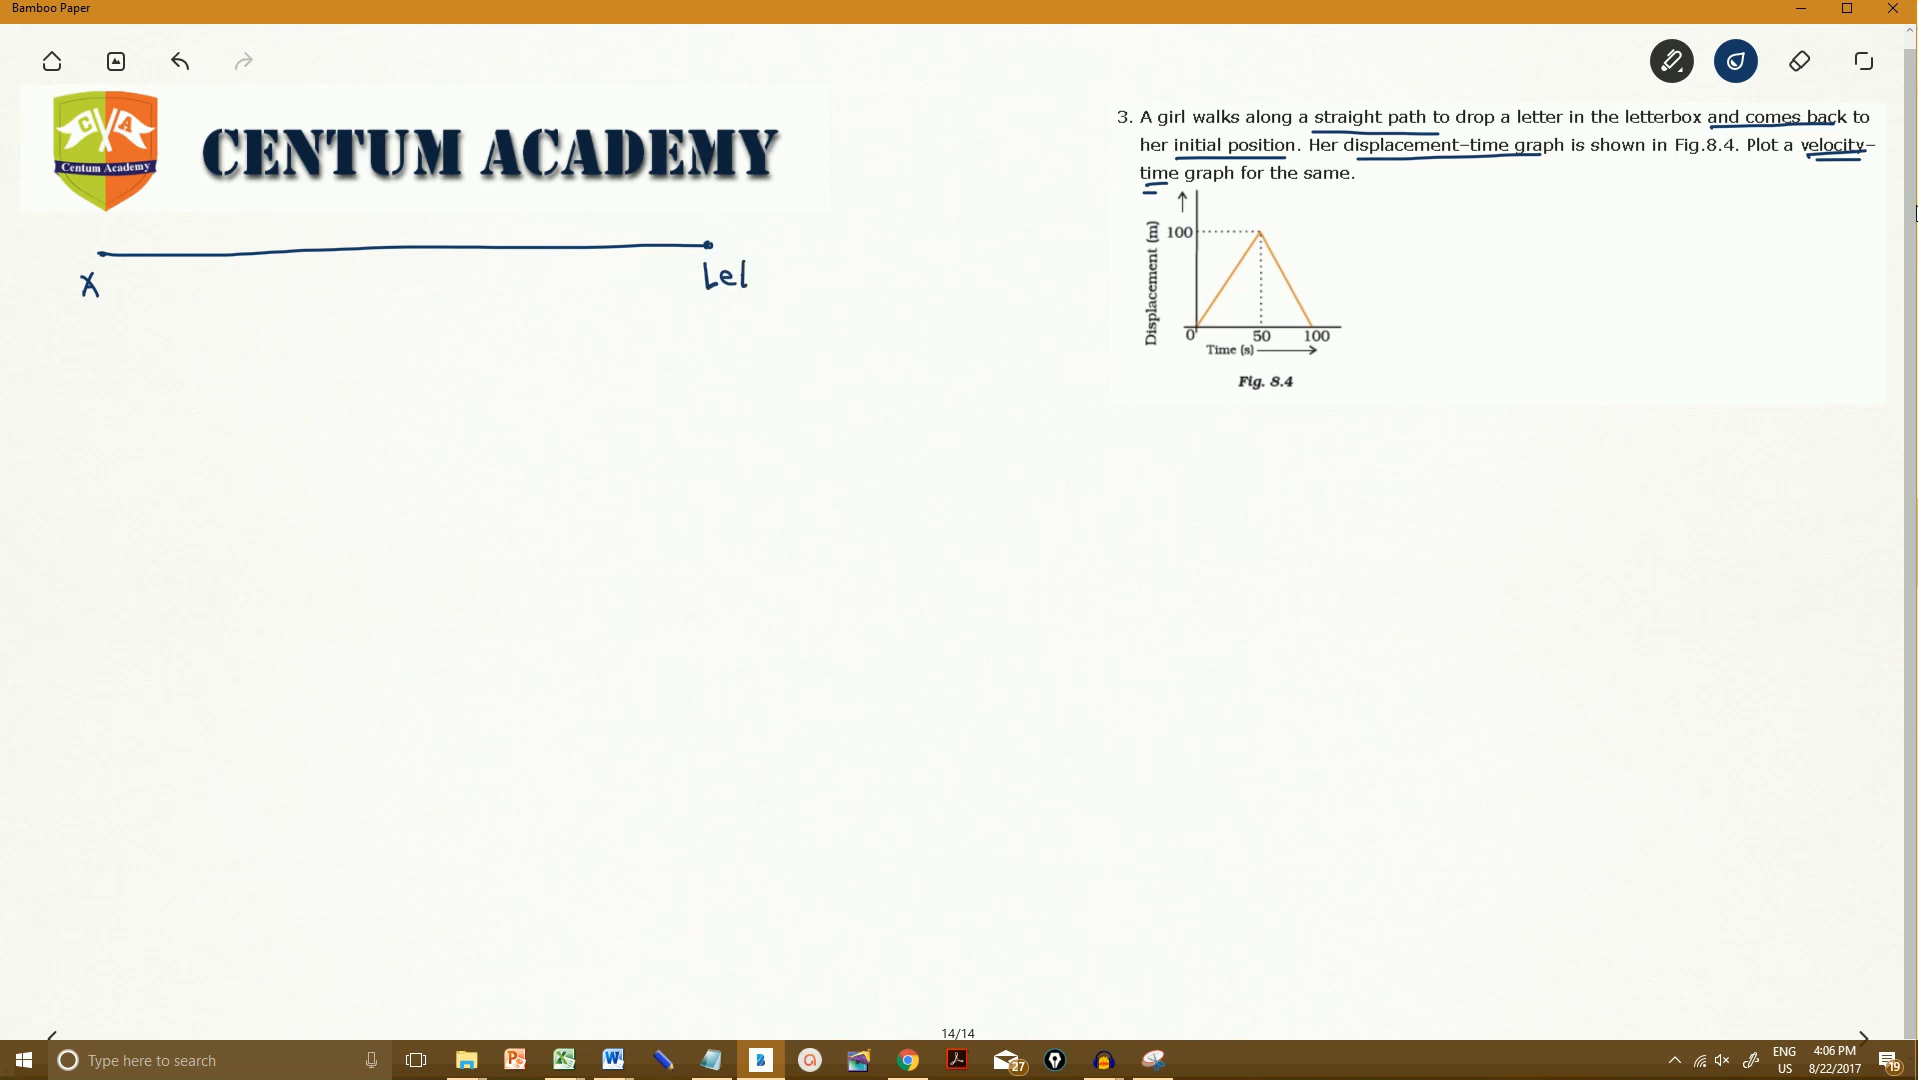 Bamboo Paper
C A
Centum Academy
CENTUM ACADEMY
3. A girl walks along a straight path to drop a letter in the letterbox and comes back to
her initial position. Her displacement–time graph is shown in Fig.8.4. Plot a velocity–
time graph for the same.
Displacement (m)
100
0 50 100
Time (s)
Fig. 8.4
X
Lel
14/14
Type here to search
27
ENG
US
4:06 PM
8/22/2017
19